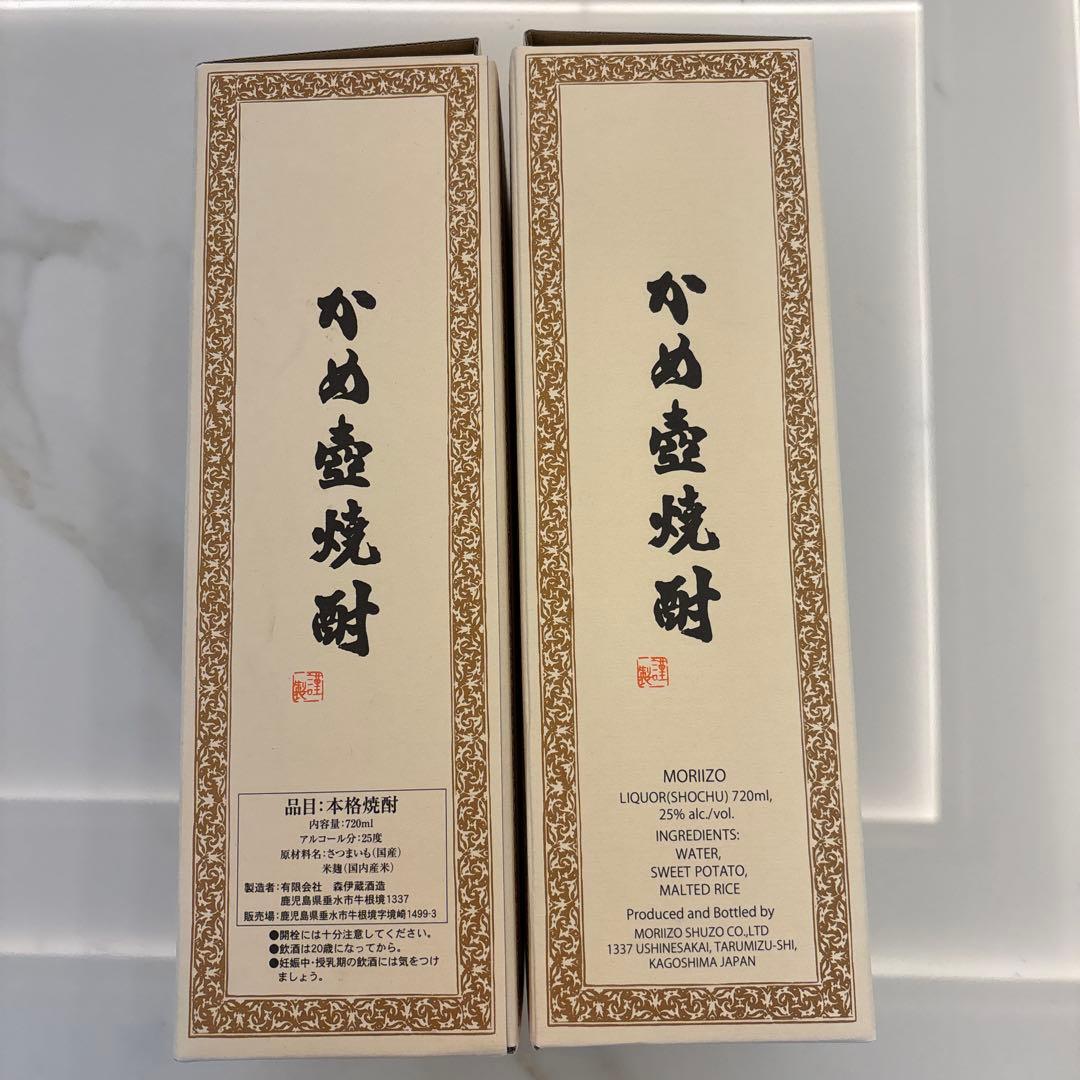 かめ壺焼酎
謹製
品目:本格焼酎
内容量:720ml
アルコール分:25度
原材料名:さつまいも(国産)
米麹(国内産米)
製造者:有限会社 森伊蔵酒造
鹿児島県垂水市牛根境1337
販売場:鹿児島県垂水市牛根境字境崎1499-3
●開栓には十分注意してください。
●飲酒は20歳になってから。
●妊娠中・授乳期の飲酒には気をつけ
ましょう。
かめ壺焼酎
謹製
MORIIZO
LIQUOR(SHOCHU) 720ml,
25% alc./vol.
INGREDIENTS:
WATER,
SWEET POTATO,
MALTED RICE
Produced and Bottled by
MORIIZO SHUZO CO.,LTD
1337 USHINESAKAI, TARUMIZU-SHI,
KAGOSHIMA JAPAN